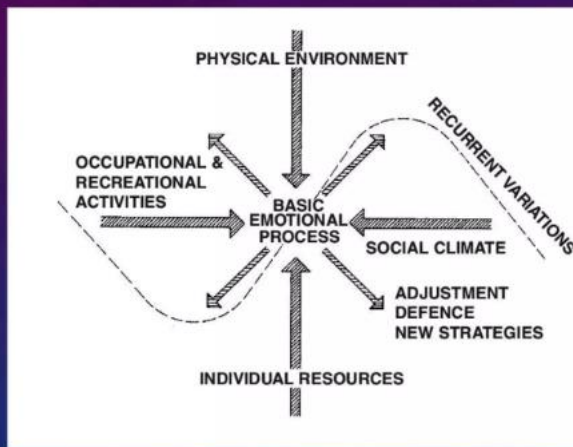 PHYSICAL ENVIRONMENT
RECURRENT VARIATIONS
OCCUPATIONAL &
RECREATIONAL
ACTIVITIES
BASIC
EMOTIONAL
PROCESS
SOCIAL CLIMATE
ADJUSTMENT
DEFENCE
NEW STRATEGIES
INDIVIDUAL RESOURCES